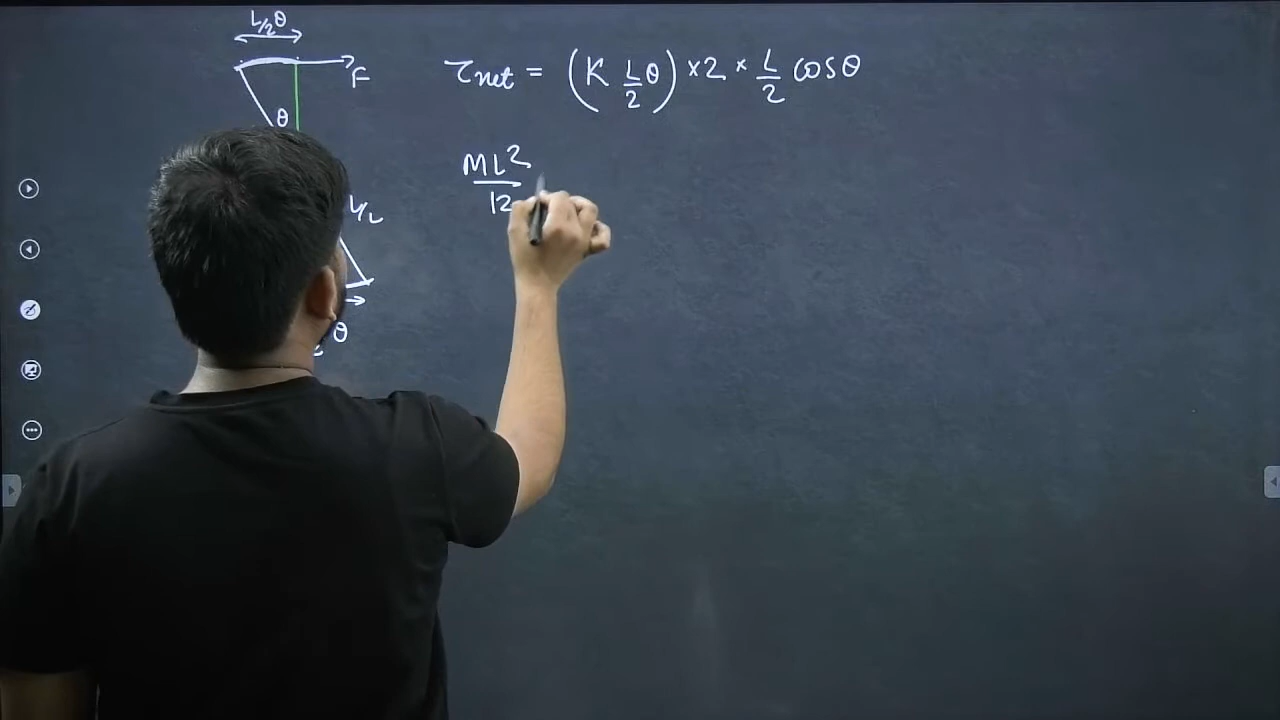 L/2 θ
F
τnet = (K L/2 θ) × 2 × L/2 cosθ
θ
ML²/12
L/L
θ